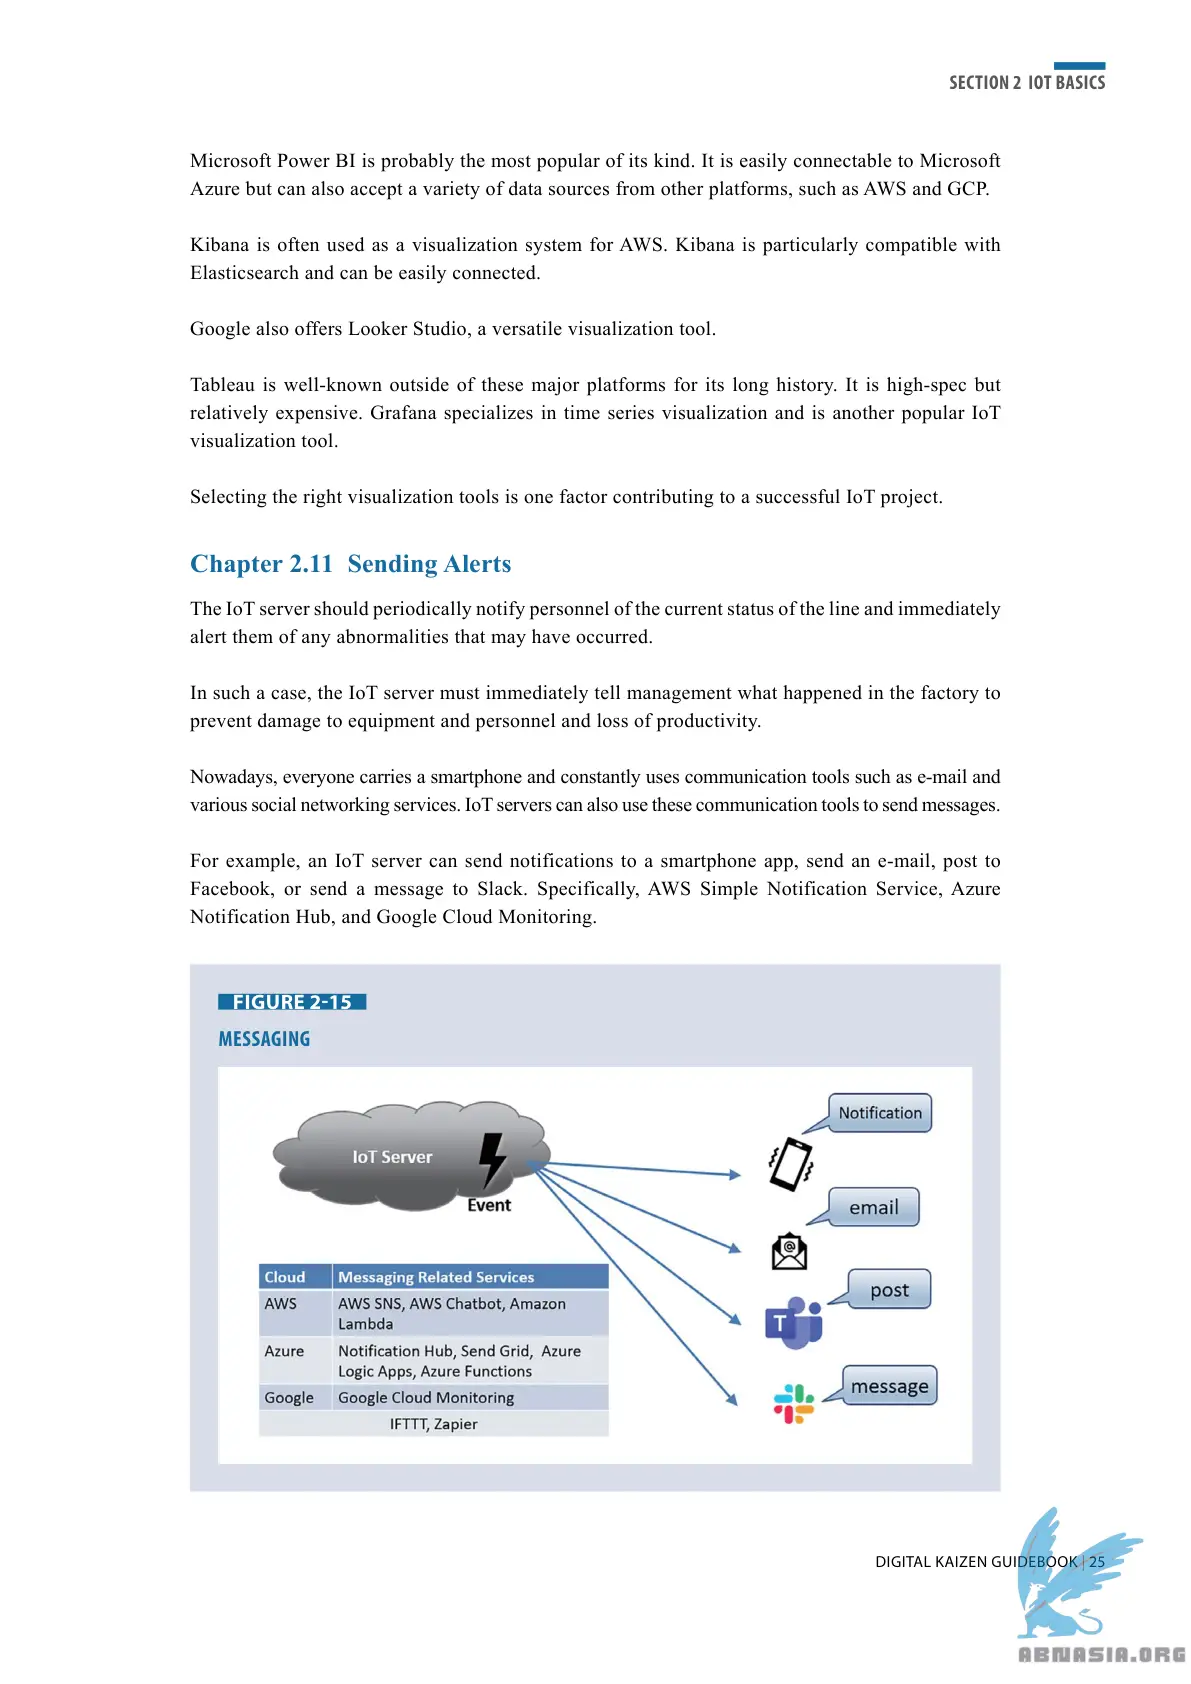 SECTION 2 IOT BASICS
Microsoft Power BI is probably the most popular of its kind. It is easily connectable to Microsoft
Azure but can also accept a variety of data sources from other platforms, such as AWS and GCP.
Kibana is often used as a visualization system for AWS. Kibana is particularly compatible with
Elasticsearch and can be easily connected.
Google also offers Looker Studio, a versatile visualization tool.
Tableau is well-known outside of these major platforms for its long history. It is high-spec but
relatively expensive. Grafana specializes in time series visualization and is another popular IoT
visualization tool.
Selecting the right visualization tools is one factor contributing to a successful IoT project.
Chapter 2.11 Sending Alerts
The IoT server should periodically notify personnel of the current status of the line and immediately
alert them of any abnormalities that may have occurred.
In such a case, the IoT server must immediately tell management what happened in the factory to
prevent damage to equipment and personnel and loss of productivity.
Nowadays, everyone carries a smartphone and constantly uses communication tools such as e-mail and
various social networking services. IoT servers can also use these communication tools to send messages.
For example, an IoT server can send notifications to a smartphone app, send an e-mail, post to
Facebook, or send a message to Slack. Specifically, AWS Simple Notification Service, Azure
Notification Hub, and Google Cloud Monitoring.
FIGURE 2-15
MESSAGING
Notification
IoT Server
Event
email
Cloud Messaging Related Services
AWS AWS SNS, AWS Chatbot, Amazon
Lambda
Azure Notification Hub, Send Grid, Azure
Logic Apps, Azure Functions
Google Google Cloud Monitoring
IFTTT, Zapier
T
post
message
DIGITAL KAIZEN GUIDEBOOK | 25
ABNASIA.ORG